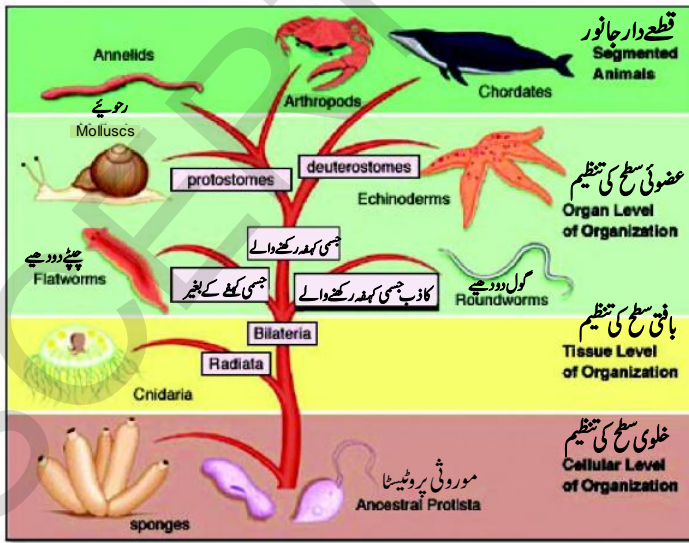 قطعے دار جانور
Segmented
Animals
Annelids
Arthropods
Chordates
رحوئیے
Molluscs
protostomes
deuterostomes
Echinoderms
عضوئی سطح کی تنظیم
Organ Level
of Organization
جسمی کہفہ رکھنے والے
چپٹے دودھیے
Flatworms
جسمی کہفے کے بغیر
کاذب جسمی کہفہ رکھنے والے
گول دودھیے
Roundworms
Bilateria
Radiata
بافتی سطح کی تنظیم
Tissue Level
of Organization
Cnidaria
خلوی سطح کی تنظیم
Cellular Level
of Organization
موروثی پروٹیسٹا
Ancestral Protista
sponges